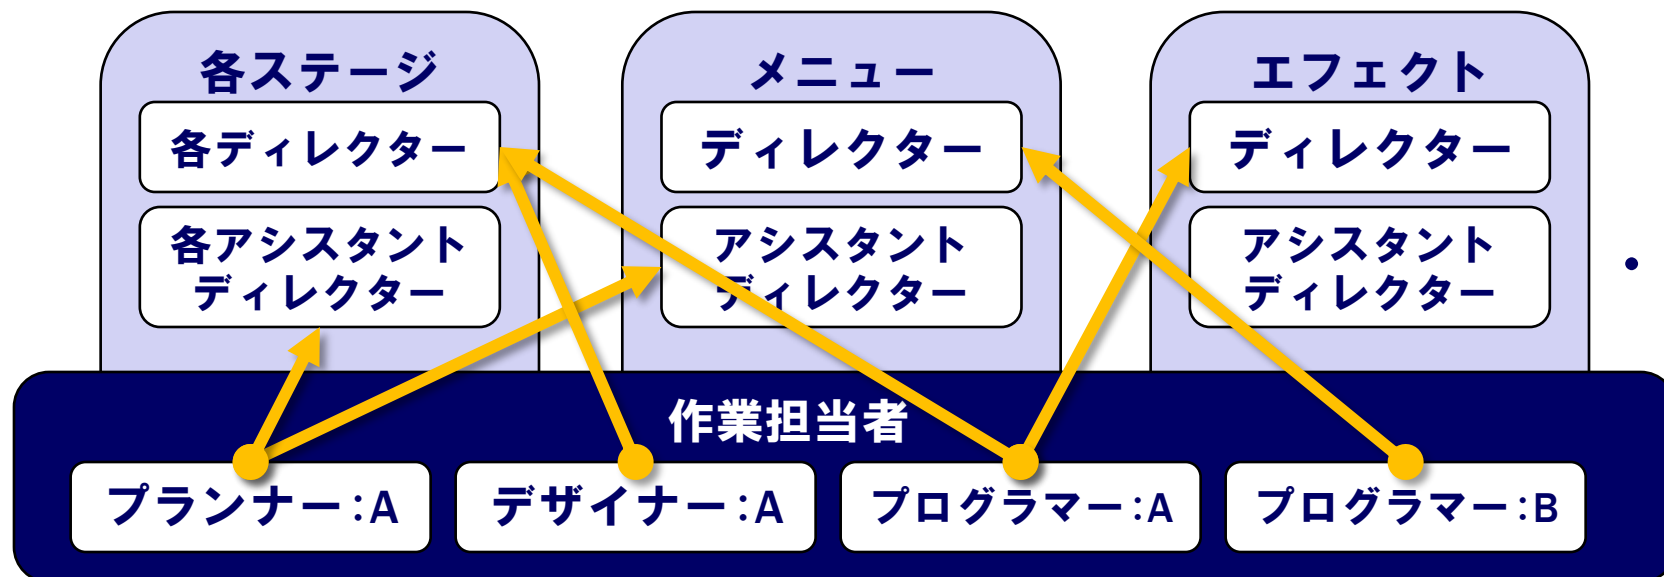 各ステージ
各ディレクター
各アシスタント
ディレクター
メニュー
ディレクター
アシスタント
ディレクター
エフェクト
ディレクター
アシスタント
ディレクター
作業担当者
プランナー:A
デザイナー:A
プログラマー:A
プログラマー:B